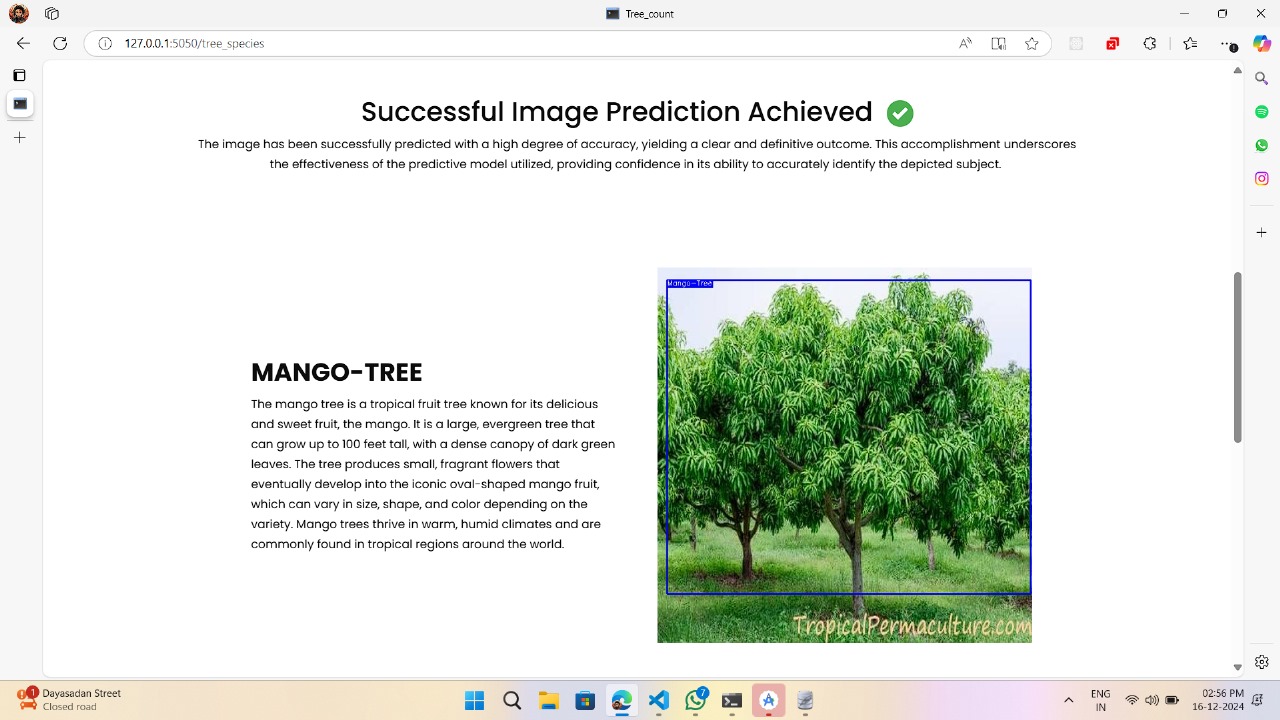 Tree_count
127.0.0.1:5050/tree_species
Successful Image Prediction Achieved
The image has been successfully predicted with a high degree of accuracy, yielding a clear and definitive outcome. This accomplishment underscores
the effectiveness of the predictive model utilized, providing confidence in its ability to accurately identify the depicted subject.
Mango-Tree
MANGO-TREE
The mango tree is a tropical fruit tree known for its delicious
and sweet fruit, the mango. It is a large, evergreen tree that
can grow up to 100 feet tall, with a dense canopy of dark green
leaves. The tree produces small, fragrant flowers that
eventually develop into the iconic oval-shaped mango fruit,
which can vary in size, shape, and color depending on the
variety. Mango trees thrive in warm, humid climates and are
commonly found in tropical regions around the world.
TropicalPermaculture.com
1
Dayasadan Street
Closed road
7
ENG
IN
02:56 PM
16-12-2024